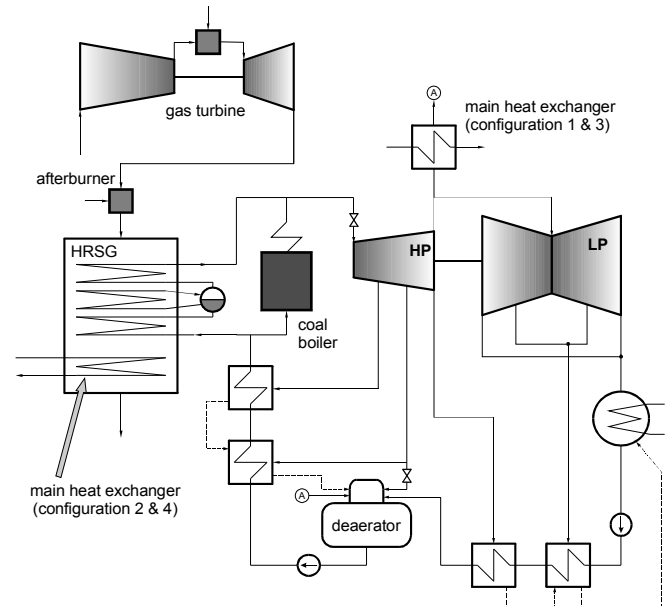 A
main heat exchanger
(configuration 1 & 3)
gas turbine
afterburner
HRSG
HP
LP
coal
boiler
main heat exchanger
(configuration 2 & 4)
A
deaerator